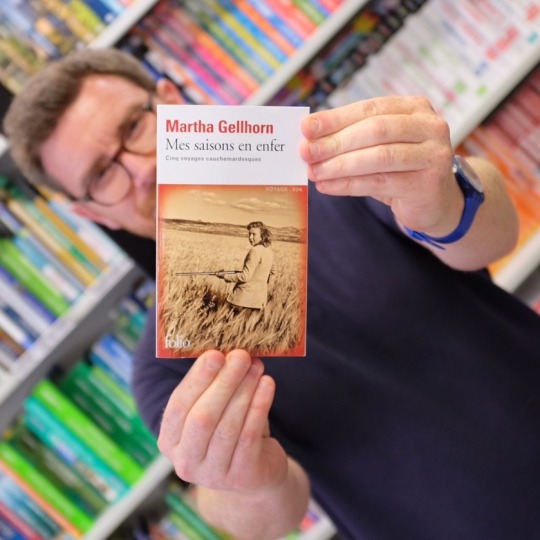 Martha Gellhorn
Mes saisons en enfer
Cinq voyages cauchemardesques
folio